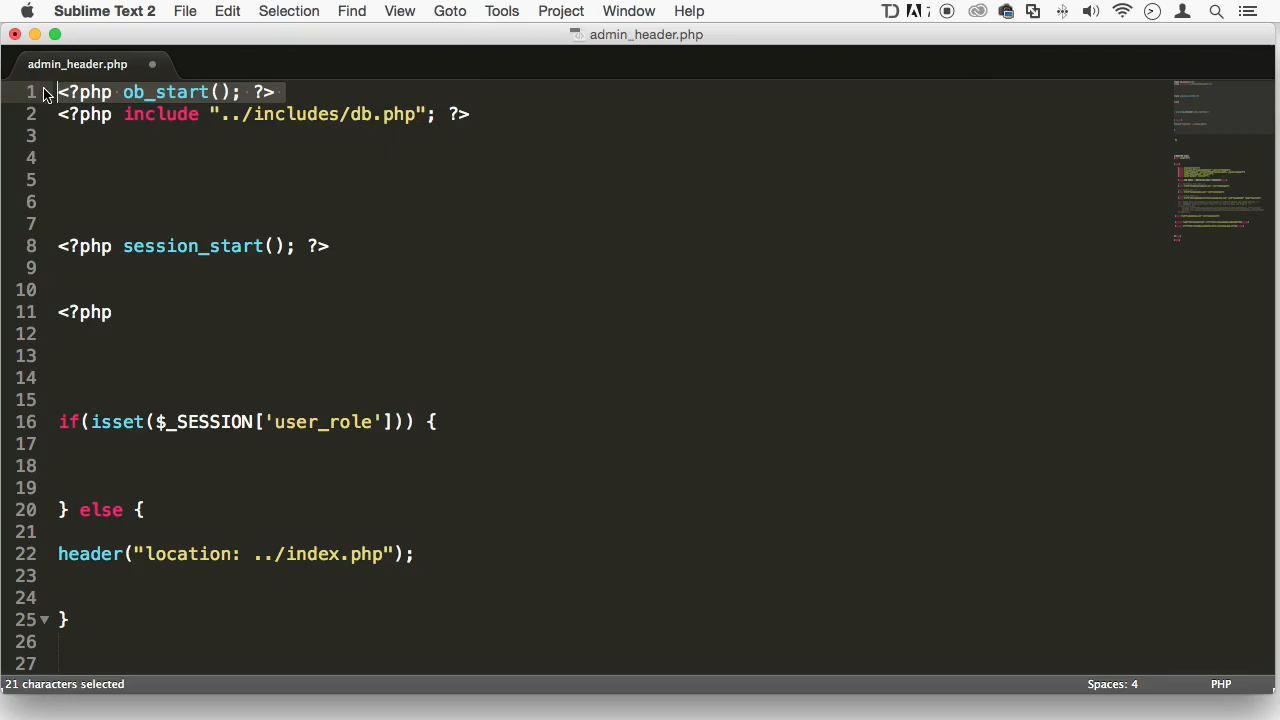 Sublime Text 2 File Edit Selection Find View Goto Tools Project Window Help 7
admin_header.php
admin_header.php
1 <?php ob_start(); ?>
2 <?php include "../includes/db.php"; ?>
3
4
5
6
7
8 <?php session_start(); ?>
9
10
11 <?php
12
13
14
15
16 if(isset($_SESSION['user_role'])) {
17
18
19
20 } else {
21
22 header("location: ../index.php");
23
24
25 }
26
27
21 characters selected Spaces: 4 PHP